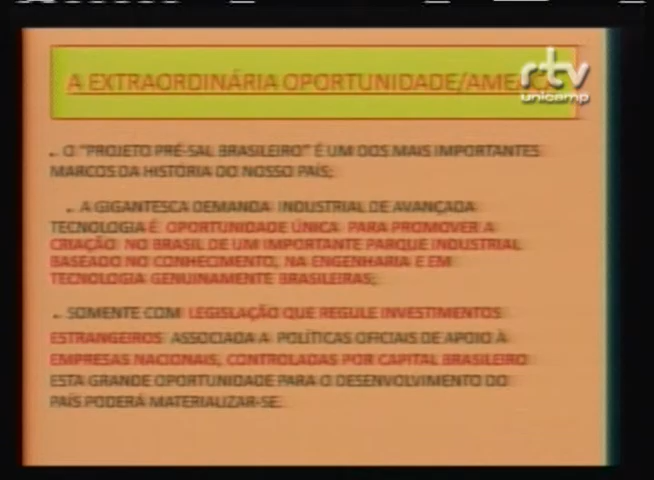 A EXTRAORDINÁRIA OPORTUNIDADE/AMEAÇA
rtv
unicamp
O "PROJETO PRÉ-SAL BRASILEIRO" É UM DOS MAIS IMPORTANTES
MARCOS DA HISTÓRIA DO NOSSO PAÍS;
A GIGANTESCA DEMANDA INDUSTRIAL DE AVANÇADA
TECNOLOGIA É OPORTUNIDADE ÚNICA PARA PROMOVER A
CRIAÇÃO NO BRASIL DE UM IMPORTANTE PARQUE INDUSTRIAL
BASEADO NO CONHECIMENTO, NA ENGENHARIA E EM
TECNOLOGIA GENUINAMENTE BRASILEIRAS;
SOMENTE COM LEGISLAÇÃO QUE REGULE INVESTIMENTOS
ESTRANGEIROS ASSOCIADA A POLÍTICAS OFICIAIS DE APOIO À
EMPRESAS NACIONAIS, CONTROLADAS POR CAPITAL BRASILEIRO
ESTA GRANDE OPORTUNIDADE PARA O DESENVOLVIMENTO DO
PAÍS PODERÁ MATERIALIZAR-SE.